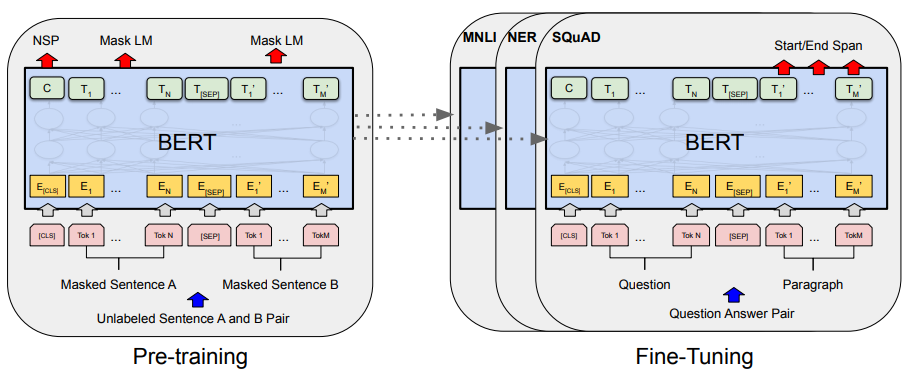 NSP Mask LM Mask LM
C T1 ... TN T[SEP] T1' ... TM'
BERT
E[CLS] E1 ... EN E[SEP] E1' ... EM'
[CLS] Tok 1 ... Tok N [SEP] Tok 1 ... TokM
Masked Sentence A Masked Sentence B
Unlabeled Sentence A and B Pair
Pre-training
MNLI NER SQuAD
Start/End Span
C T1 ... TN T[SEP] T1' ... TM'
BERT
E[CLS] E1 ... EN E[SEP] E1' ... EM'
[CLS] Tok 1 ... Tok N [SEP] Tok 1 ... TokM
Question Paragraph
Question Answer Pair
Fine-Tuning